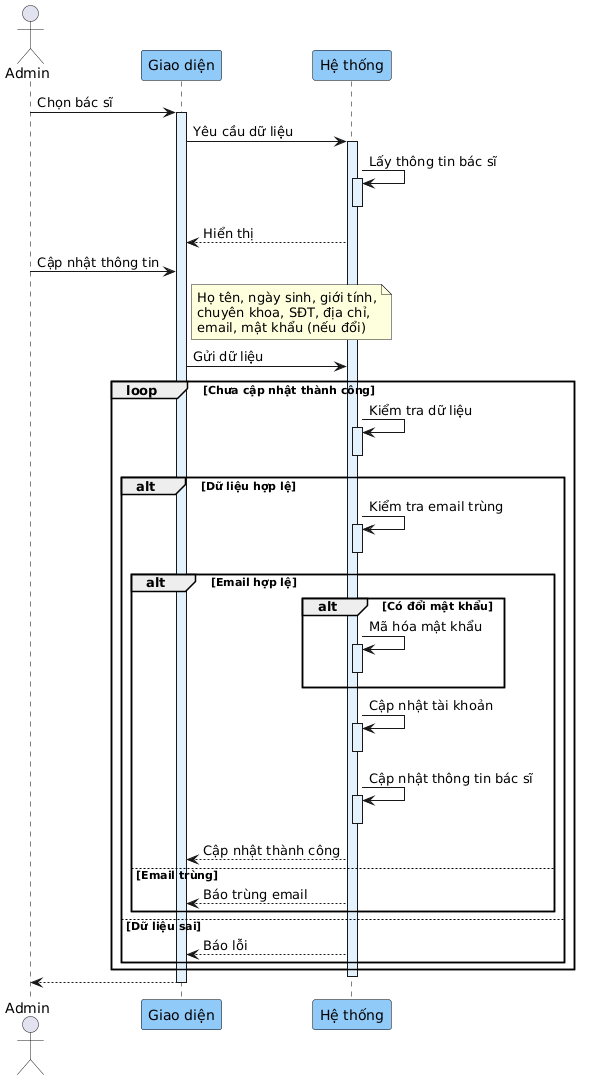 Admin
Giao diện
Hệ thống
Chọn bác sĩ
Yêu cầu dữ liệu
Lấy thông tin bác sĩ
Hiển thị
Cập nhật thông tin
Họ tên, ngày sinh, giới tính,
chuyên khoa, SĐT, địa chỉ,
email, mật khẩu (nếu đổi)
Gửi dữ liệu
loop
[Chưa cập nhật thành công]
Kiểm tra dữ liệu
alt
[Dữ liệu hợp lệ]
Kiểm tra email trùng
alt
[Email hợp lệ]
alt
[Có đổi mật khẩu]
Mã hóa mật khẩu
Cập nhật tài khoản
Cập nhật thông tin bác sĩ
Cập nhật thành công
[Email trùng]
Báo trùng email
[Dữ liệu sai]
Báo lỗi
Admin
Giao diện
Hệ thống